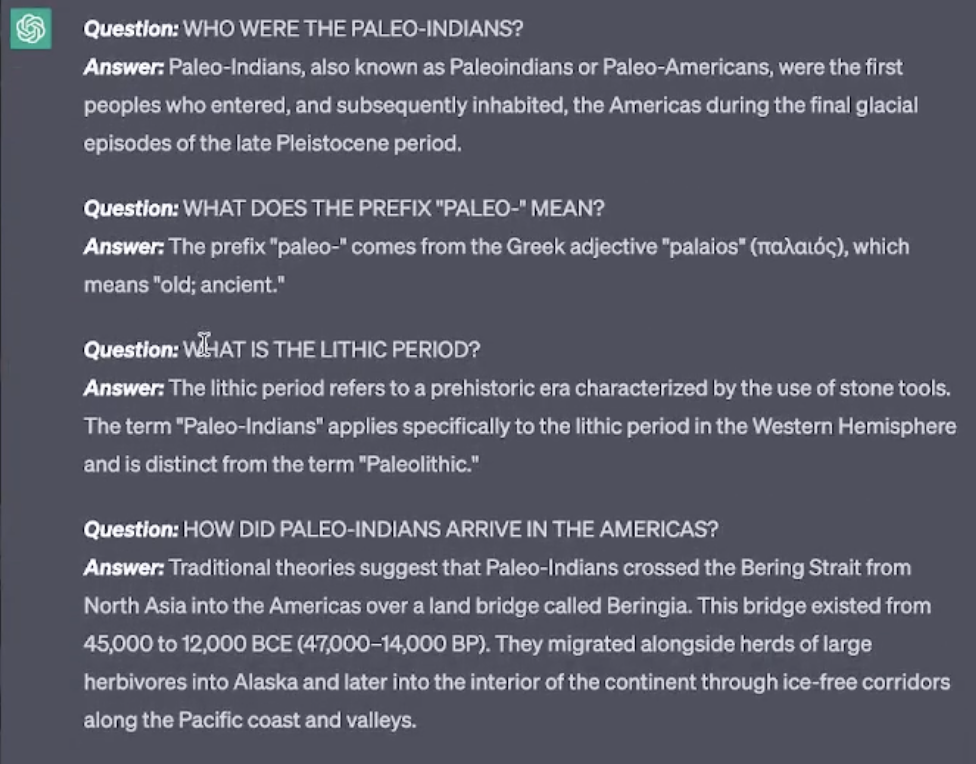 Question: WHO WERE THE PALEO-INDIANS?
Answer: Paleo-Indians, also known as Paleoindians or Paleo-Americans, were the first
peoples who entered, and subsequently inhabited, the Americas during the final glacial
episodes of the late Pleistocene period.
Question: WHAT DOES THE PREFIX "PALEO-" MEAN?
Answer: The prefix "paleo-" comes from the Greek adjective "palaios" (παλαιός), which
means "old; ancient."
Question: WHAT IS THE LITHIC PERIOD?
Answer: The lithic period refers to a prehistoric era characterized by the use of stone tools.
The term "Paleo-Indians" applies specifically to the lithic period in the Western Hemisphere
and is distinct from the term "Paleolithic."
Question: HOW DID PALEO-INDIANS ARRIVE IN THE AMERICAS?
Answer: Traditional theories suggest that Paleo-Indians crossed the Bering Strait from
North Asia into the Americas over a land bridge called Beringia. This bridge existed from
45,000 to 12,000 BCE (47,000–14,000 BP). They migrated alongside herds of large
herbivores into Alaska and later into the interior of the continent through ice-free corridors
along the Pacific coast and valleys.